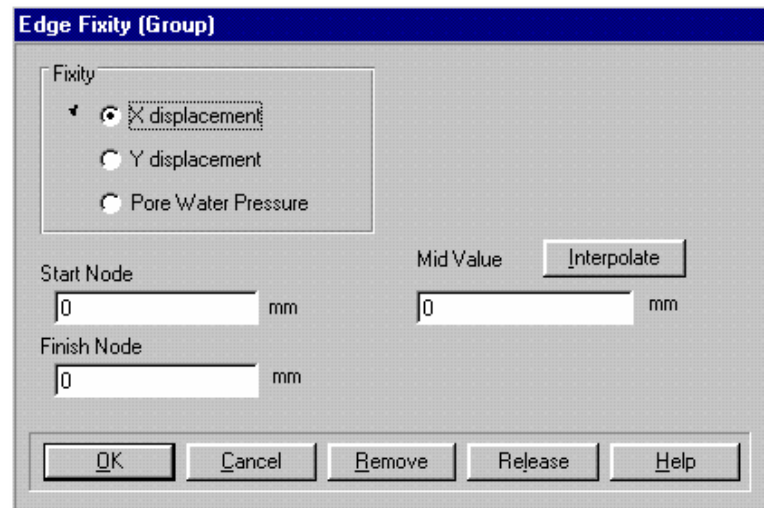 Edge Fixity (Group)
Fixity
X displacement
Y displacement
Pore Water Pressure
Mid Value Interpolate
Start Node
0 mm 0 mm
Finish Node
0 mm
OK Cancel Remove Release Help